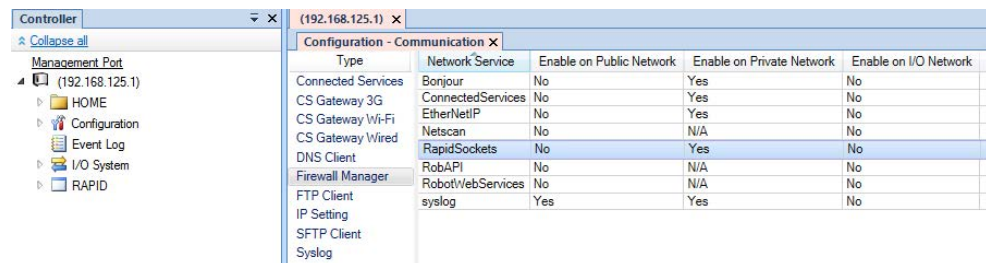 Controller
(192.168.125.1)
Collapse all
Configuration - Communication
Management Port
(192.168.125.1)
HOME
Configuration
Event Log
I/O System
RAPID
Type
Connected Services
CS Gateway 3G
CS Gateway Wi-Fi
CS Gateway Wired
DNS Client
Firewall Manager
FTP Client
IP Setting
SFTP Client
Syslog
Network Service Enable on Public Network Enable on Private Network Enable on I/O Network
Bonjour No Yes No
ConnectedServices No Yes No
EtherNetIP No Yes No
Netscan No N/A No
RapidSockets No Yes No
RobAPI No N/A No
RobotWebServices No N/A No
syslog Yes Yes No